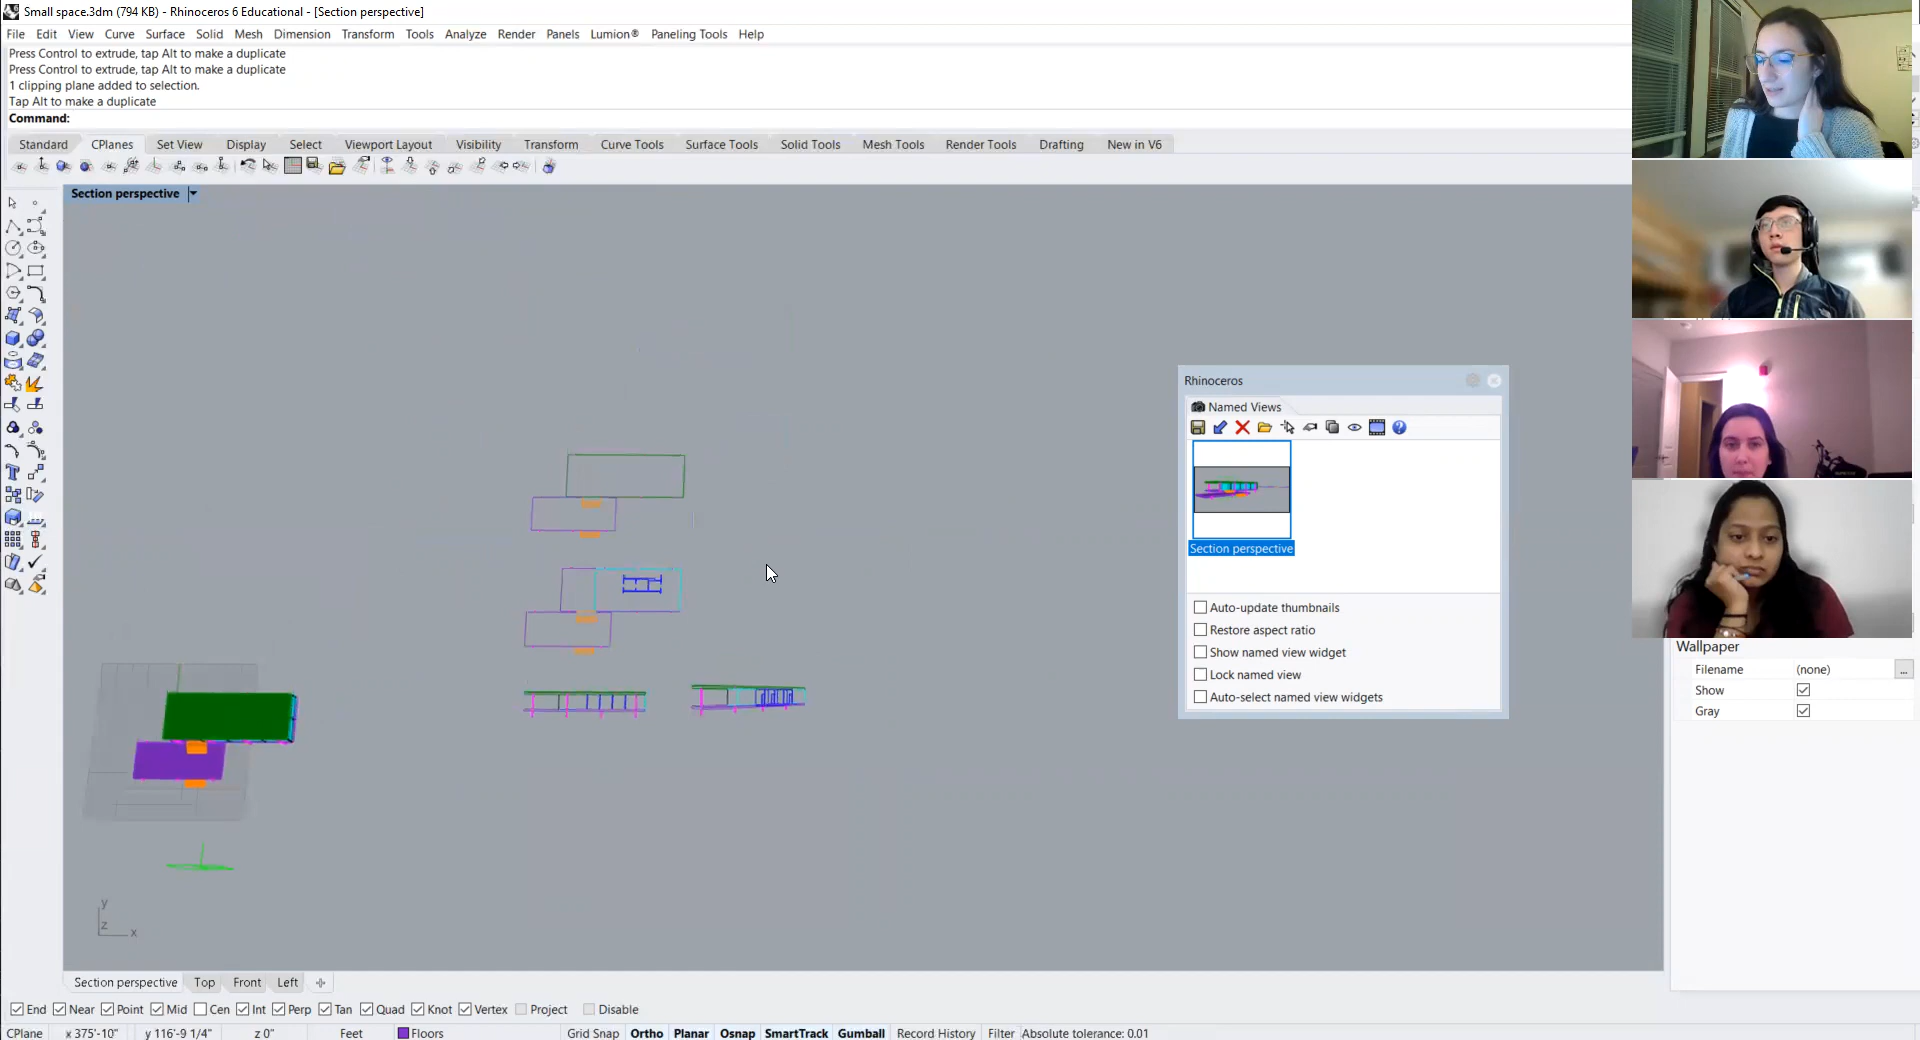 Small space.3dm (794 KB) - Rhinoceros 6 Educational - [Section perspective]
File Edit View Curve Surface Solid Mesh Dimension Transform Tools Analyze Render Panels Lumion® Paneling Tools Help
Press Control to extrude, tap Alt to make a duplicate
Press Control to extrude, tap Alt to make a duplicate
1 clipping plane added to selection.
Tap Alt to make a duplicate
Command:
Standard CPlanes Set View Display Select Viewport Layout Visibility Transform Curve Tools Surface Tools Solid Tools Mesh Tools Render Tools Drafting New in V6
Section perspective
Rhinoceros
Named Views
Section perspective
Auto-update thumbnails
Restore aspect ratio
Show named view widget
Lock named view
Auto-select named view widgets
Wallpaper
Filename (none) ...
Show
Gray
y
z x
Section perspective Top Front Left
End Near Point Mid Cen Int Perp Tan Quad Knot Vertex Project Disable
CPlane x 375'-10" y 116'-9 1/4" z 0" Feet Floors Grid Snap Ortho Planar Osnap SmartTrack Gumball Record History Filter Absolute tolerance: 0.01